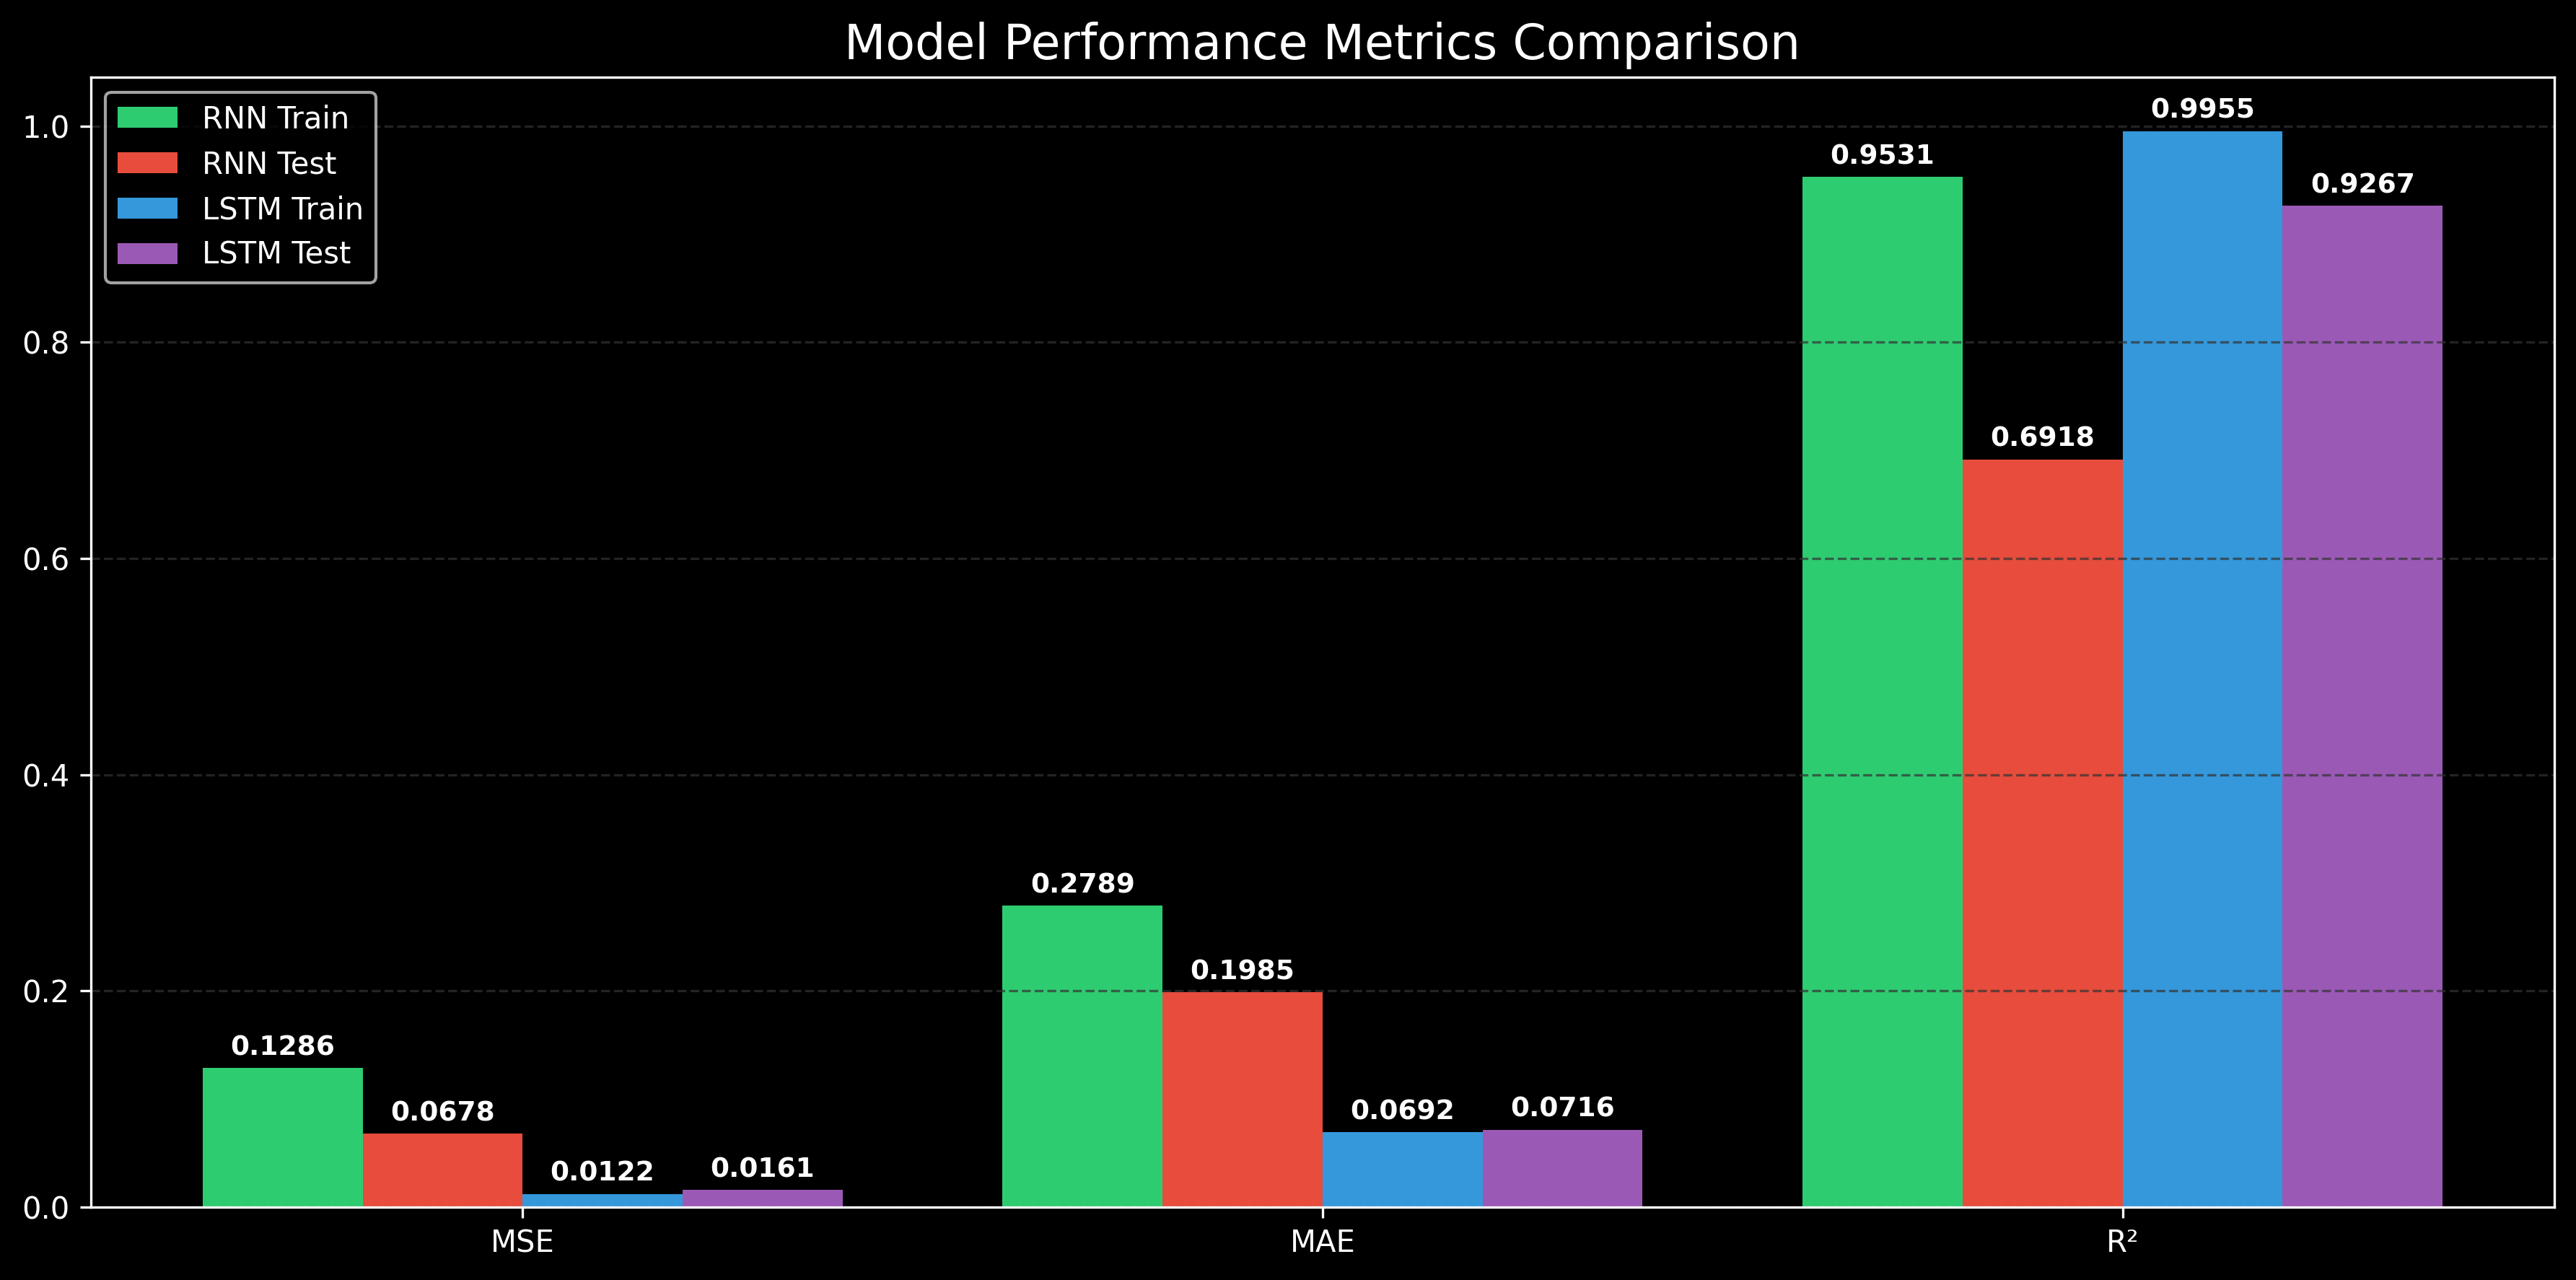 Model Performance Metrics Comparison
RNN Train
RNN Test
LSTM Train
LSTM Test
1.0
0.8
0.6
0.4
0.2
0.0
0.1286
0.0678
0.0122
0.0161
0.2789
0.1985
0.0692
0.0716
0.9531
0.6918
0.9955
0.9267
MSE
MAE
R²